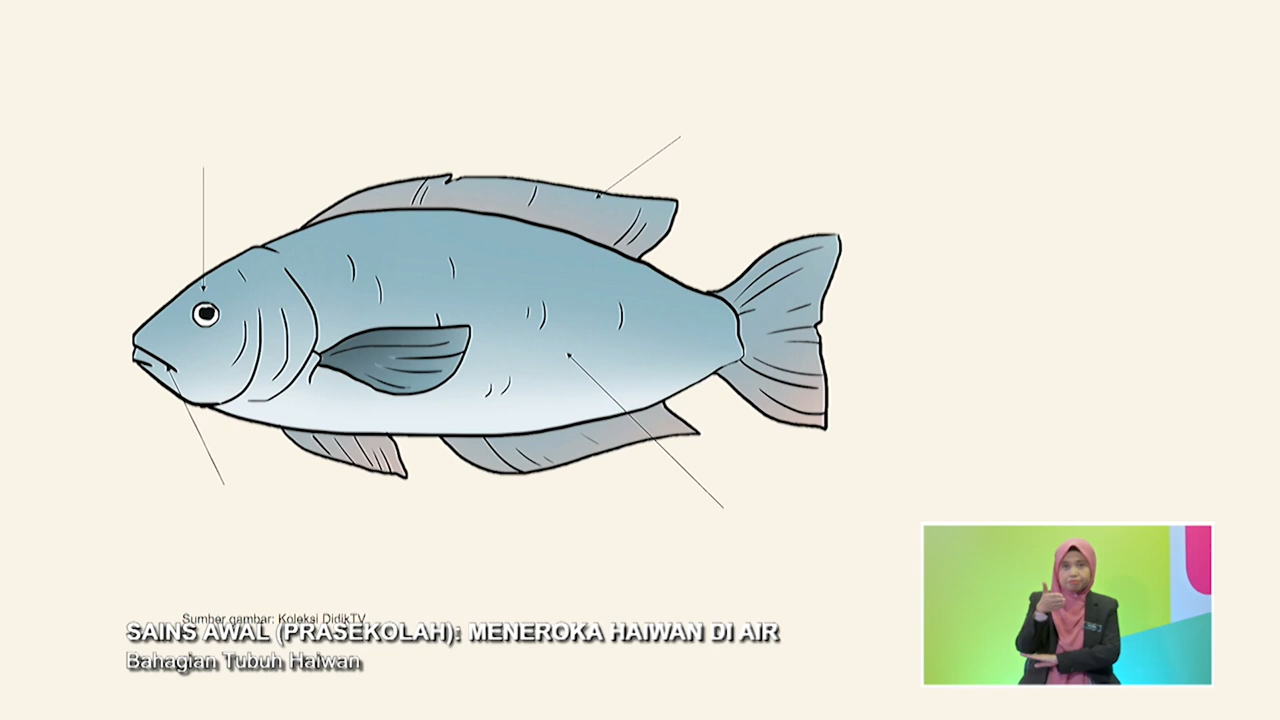 Sumber gambar: Koleksi DidikTV
SAINS AWAL (PRASEKOLAH): MENEROKA HAIWAN DI AIR
Bahagian Tubuh Haiwan